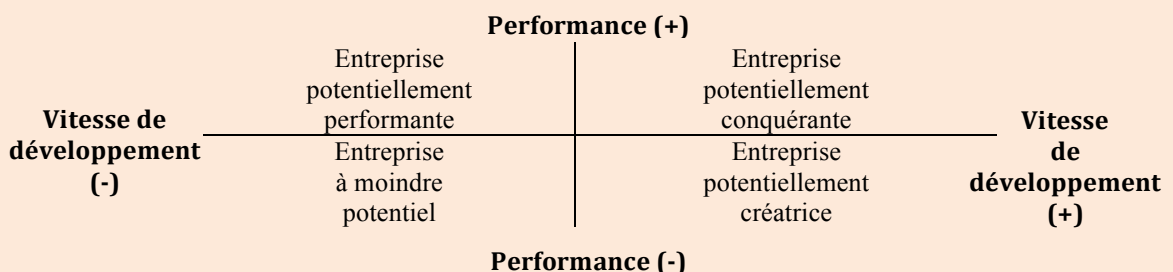 Performance (+)
Entreprise
potentiellement
performante
Entreprise
potentiellement
conquérante
Vitesse de
développement
(-)
Vitesse
de
développement
(+)
Entreprise
à moindre
potentiel
Entreprise
potentiellement
créatrice
Performance (-)